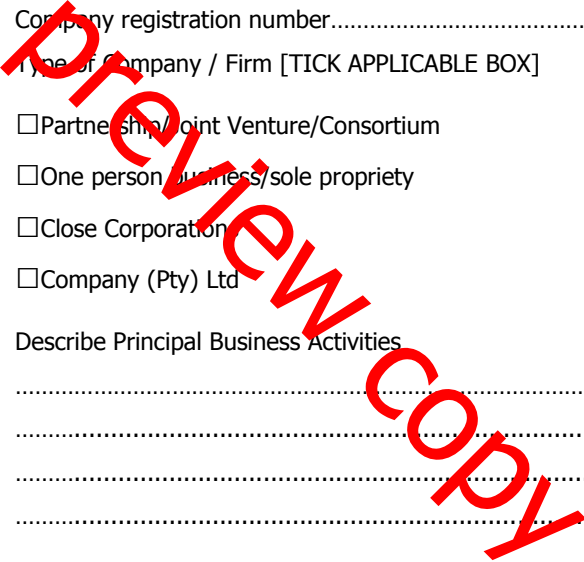 Company registration number.......................................
Type of Company / Firm [TICK APPLICABLE BOX]
☐Partnership/Joint Venture/Consortium
☐One person business/sole propriety
☐Close Corporations
☐Company (Pty) Ltd
Describe Principal Business Activities
.......................................................................................
.......................................................................................
.......................................................................................
.......................................................................................
preview copy